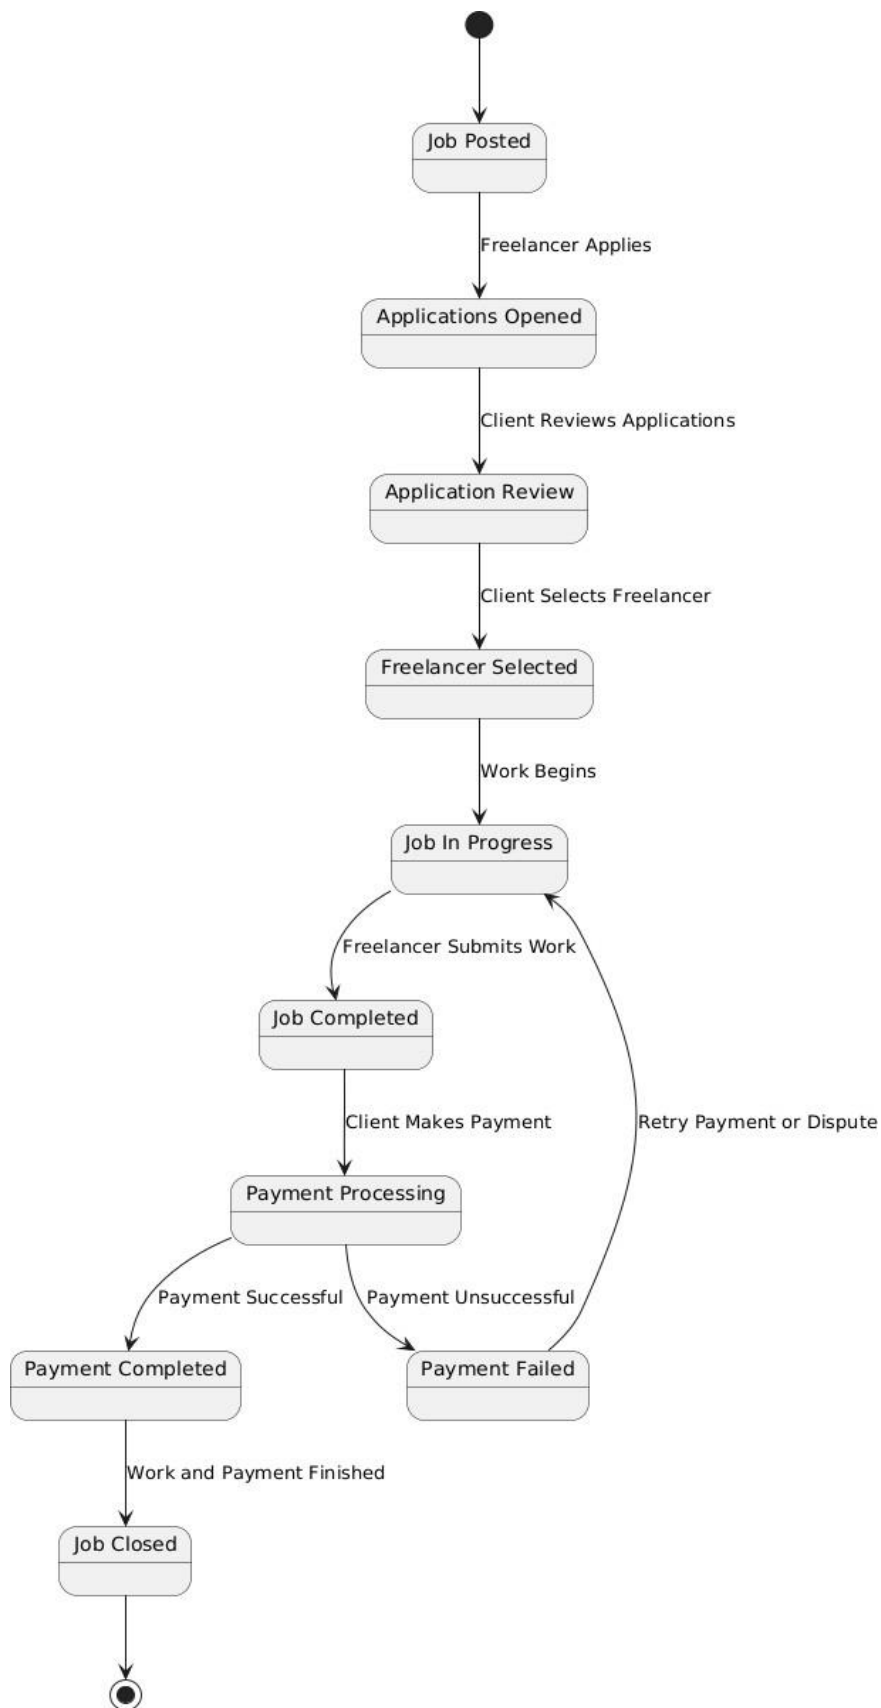 Job Posted
Freelancer Applies
Applications Opened
Client Reviews Applications
Application Review
Client Selects Freelancer
Freelancer Selected
Work Begins
Job In Progress
Freelancer Submits Work
Job Completed
Client Makes Payment
Retry Payment or Dispute
Payment Processing
Payment Successful
Payment Unsuccessful
Payment Completed
Payment Failed
Work and Payment Finished
Job Closed